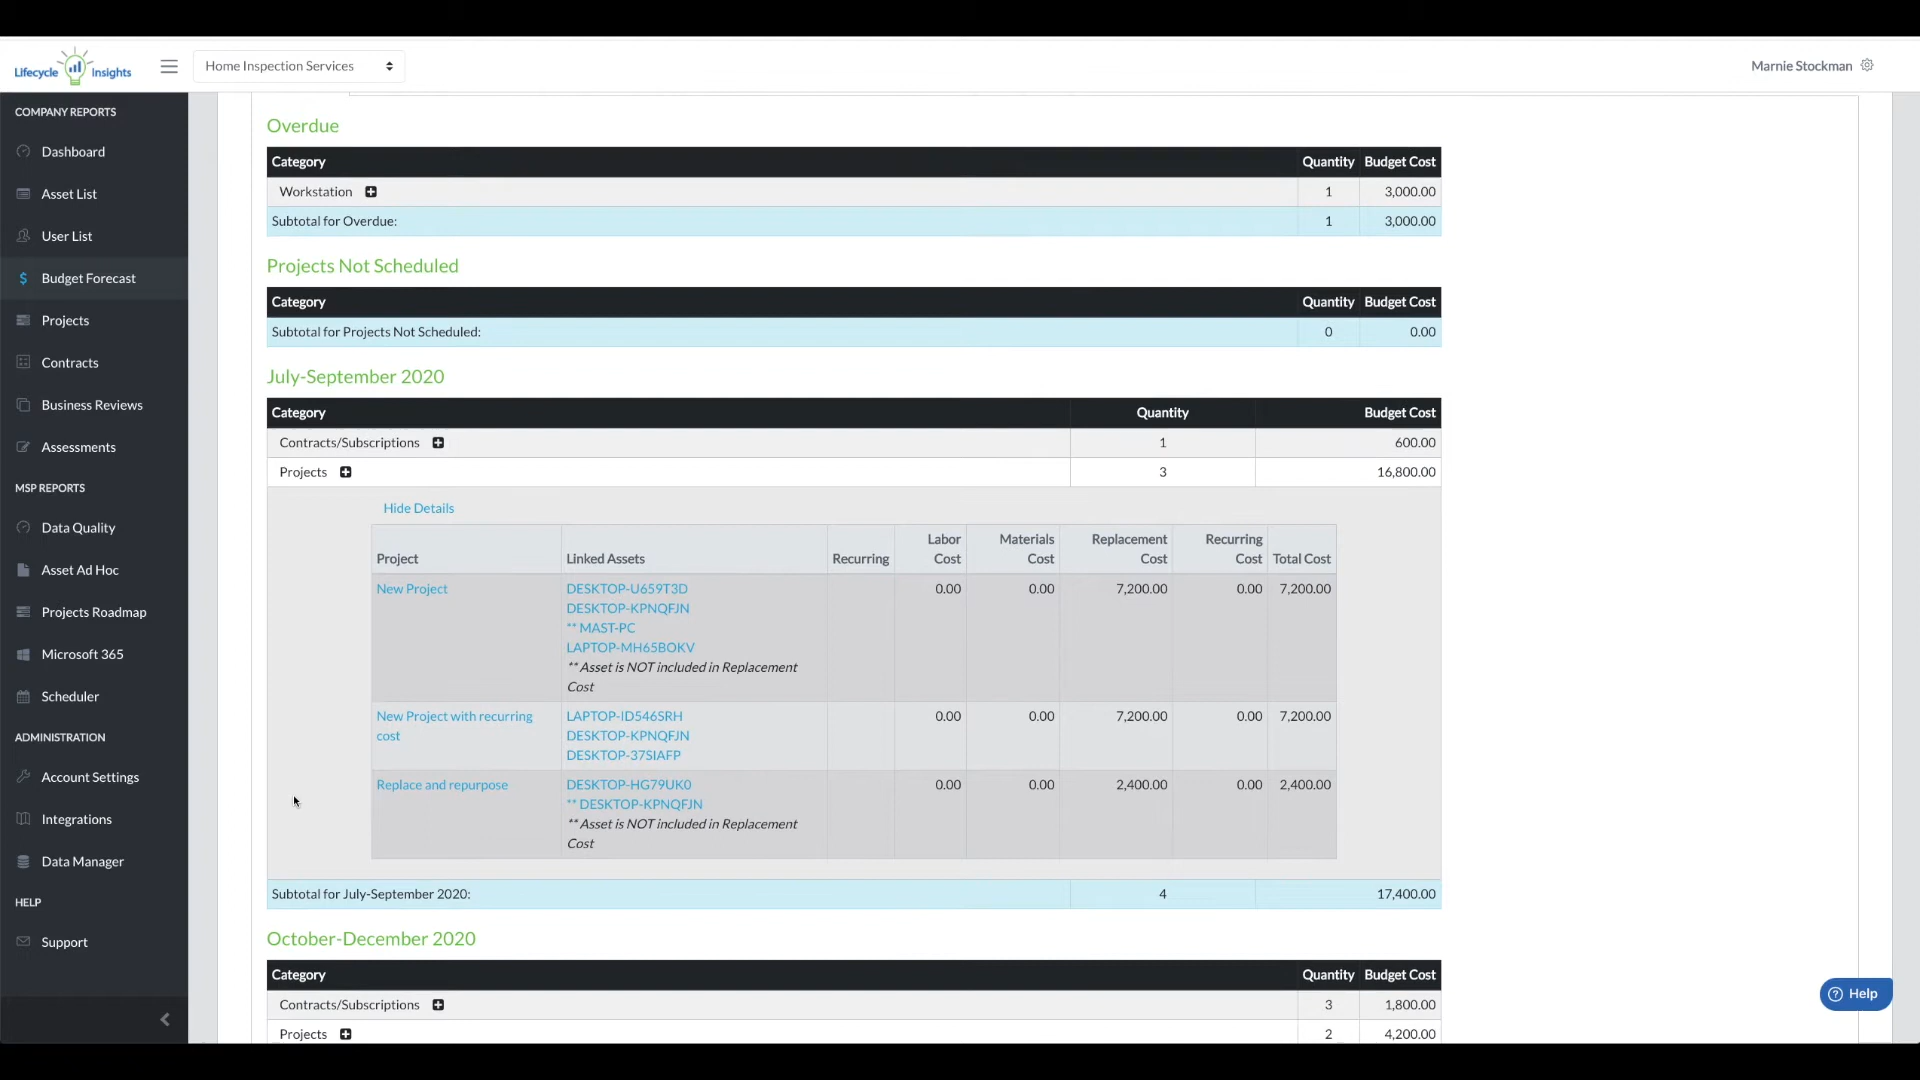 Lifecycle Insights
Home Inspection Services
Marnie Stockman
COMPANY REPORTS
Dashboard
Asset List
User List
Budget Forecast
Projects
Contracts
Business Reviews
Assessments
MSP REPORTS
Data Quality
Asset Ad Hoc
Projects Roadmap
Microsoft 365
Scheduler
ADMINISTRATION
Account Settings
Integrations
Data Manager
HELP
Support
Overdue
Category Quantity Budget Cost
Workstation 1 3,000.00
Subtotal for Overdue: 1 3,000.00
Projects Not Scheduled
Category Quantity Budget Cost
Subtotal for Projects Not Scheduled: 0 0.00
July-September 2020
Category Quantity Budget Cost
Contracts/Subscriptions 1 600.00
Projects 3 16,800.00
Hide Details
Labor Materials Replacement Recurring
Project Linked Assets Recurring Cost Cost Cost Cost Total Cost
New Project DESKTOP-U659T3D 0.00 0.00 7,200.00 0.00 7,200.00
DESKTOP-KPNQFJN
** MAST-PC
LAPTOP-MH65BOKV
** Asset is NOT included in Replacement
Cost
New Project with recurring LAPTOP-ID546SRH 0.00 0.00 7,200.00 0.00 7,200.00
cost DESKTOP-KPNQFJN
DESKTOP-37SIAFP
Replace and repurpose DESKTOP-HG79UK0 0.00 0.00 2,400.00 0.00 2,400.00
** DESKTOP-KPNQFJN
** Asset is NOT included in Replacement
Cost
Subtotal for July-September 2020: 4 17,400.00
October-December 2020
Category Quantity Budget Cost
Contracts/Subscriptions 3 1,800.00
Projects 2 4,200.00
Help